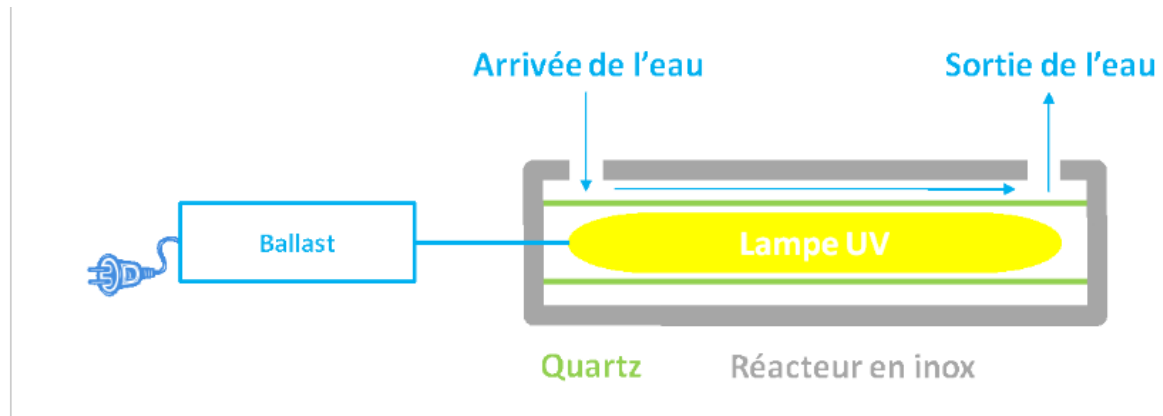 Arrivée de l'eau
Sortie de l'eau
Ballast
Lampe UV
Quartz
Réacteur en inox